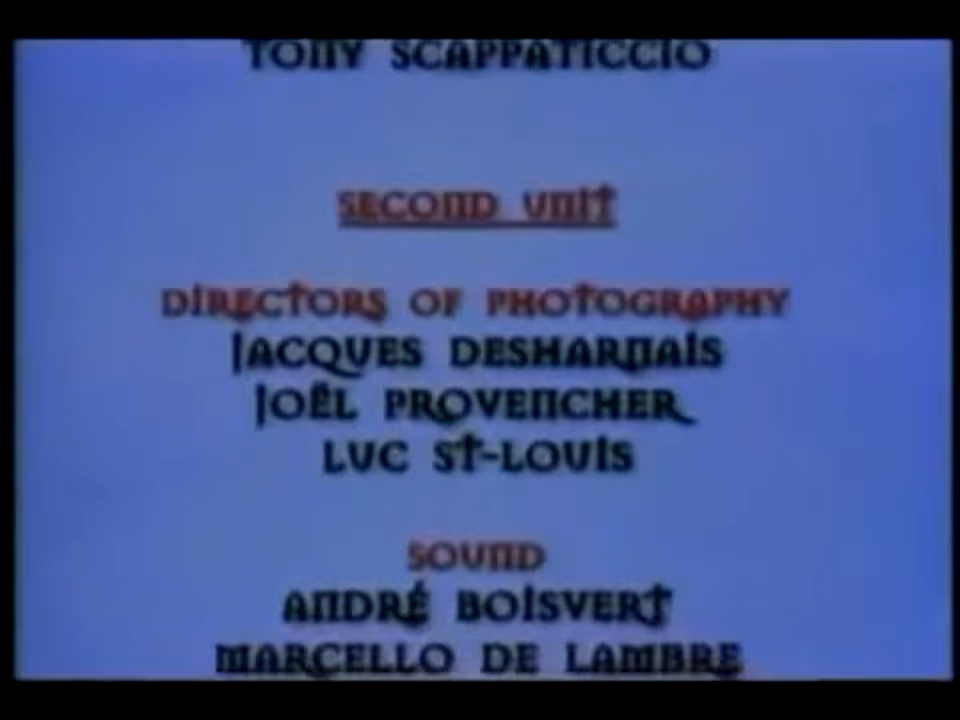 TONY SCAPPATICCIO
SECOND UNIT
DIRECTORS OF PHOTOGRAPHY
JACQUES DESHARNAIS
JOËL PROVENCHER
LUC ST-LOUIS
SOUND
ANDRÉ BOISVERT
MARCELLO DE LAMBRE